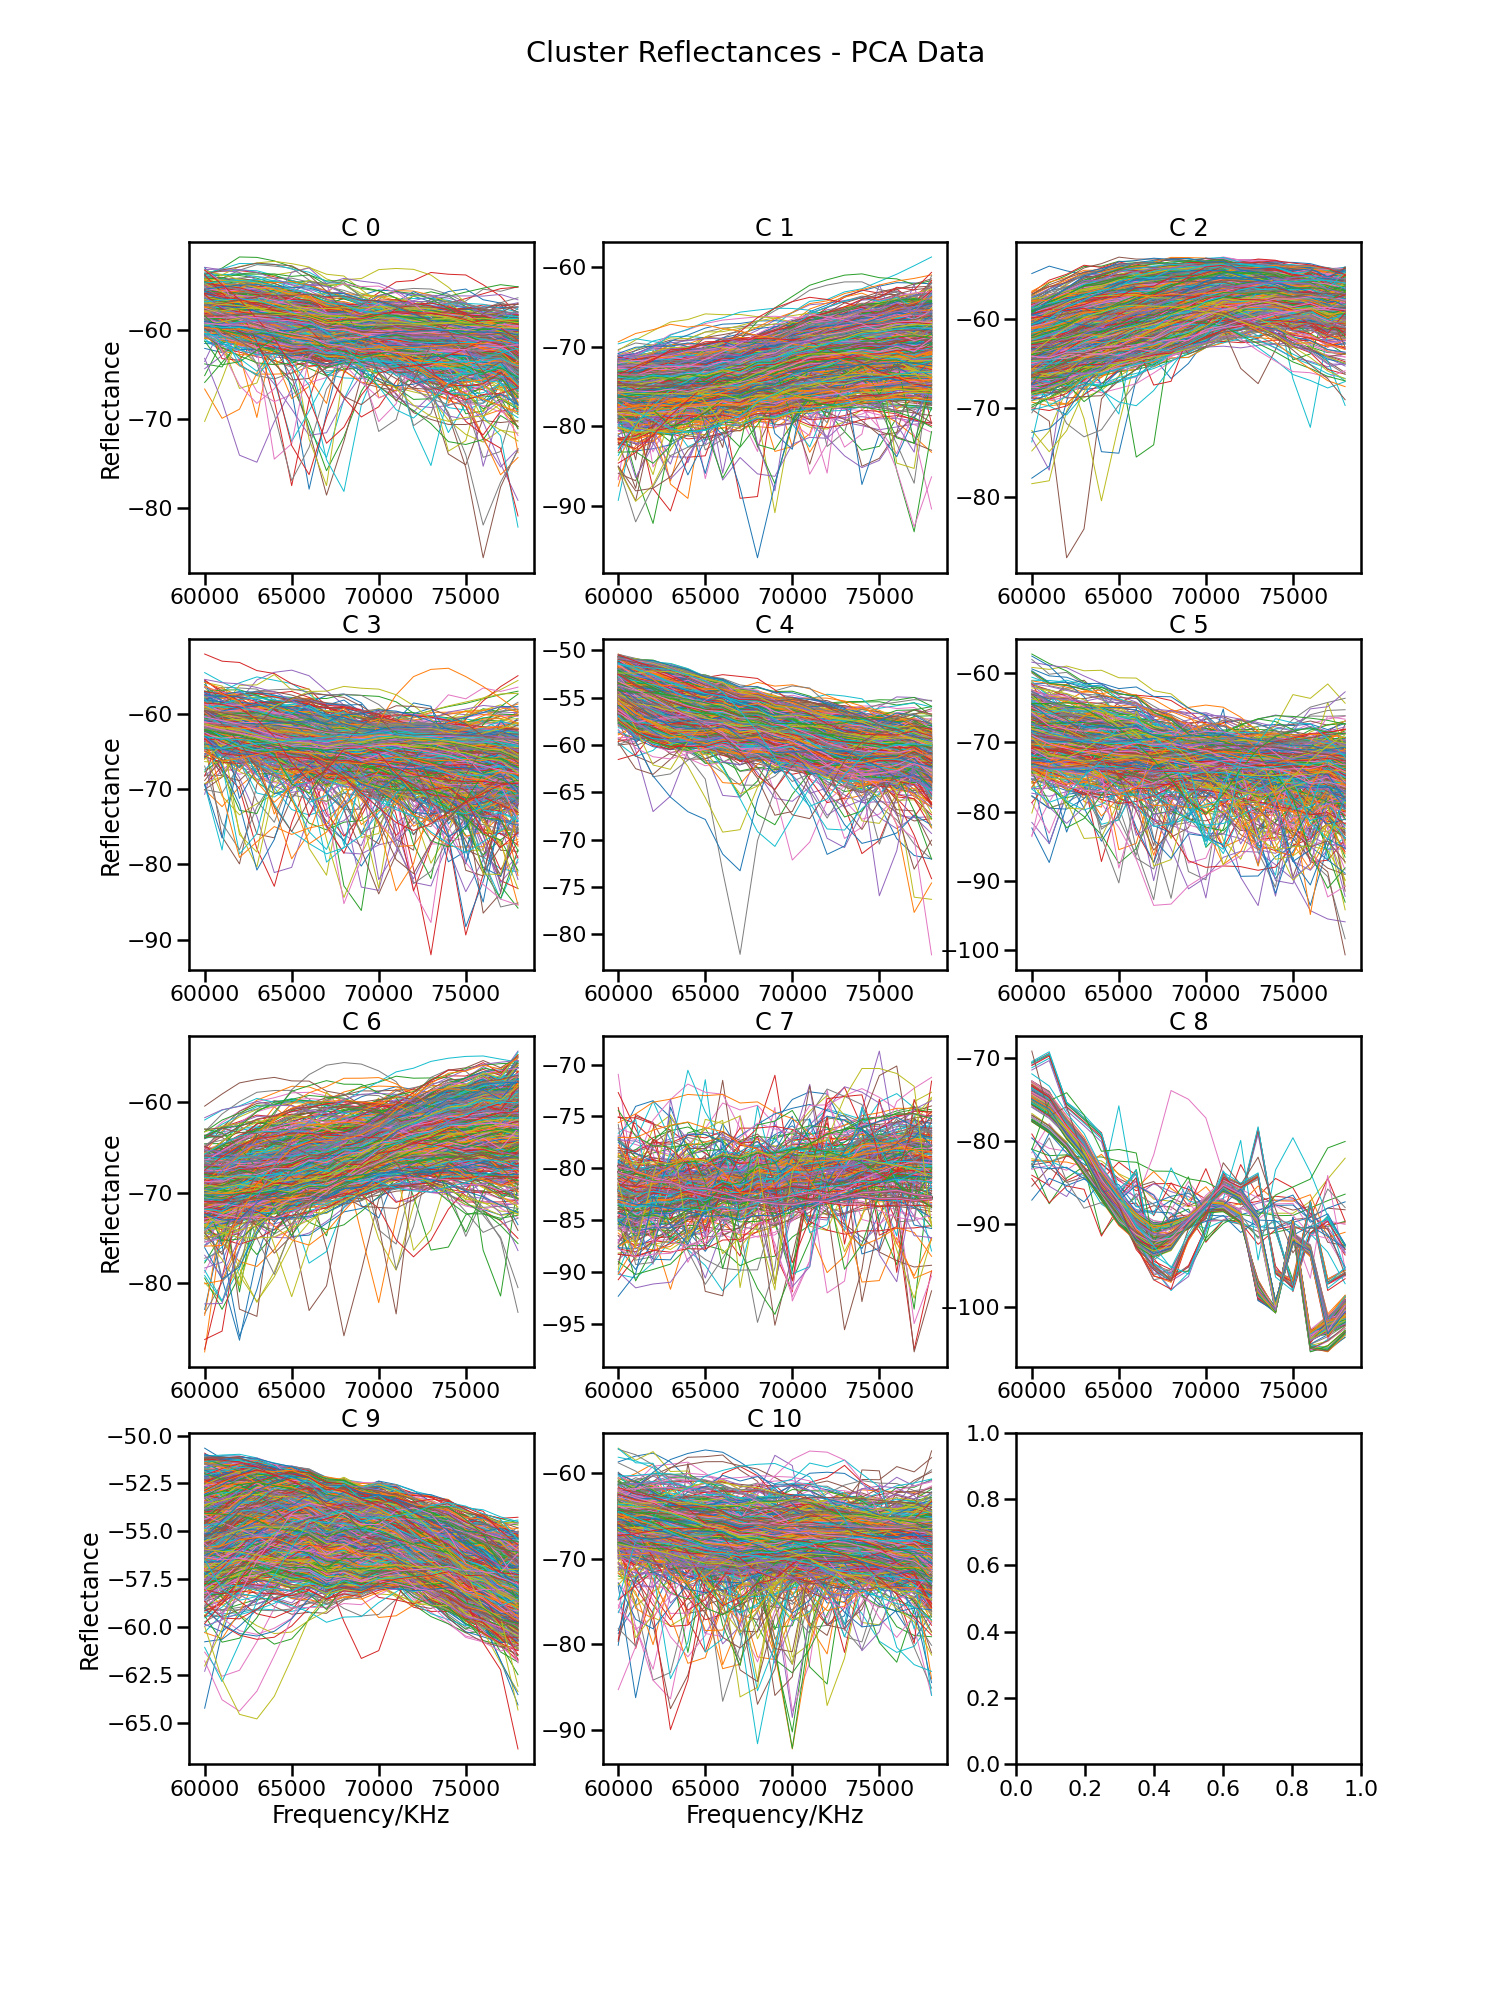 Cluster Reflectances - PCA Data
C 0
C 1
C 2
Reflectance
−60
−70
−80
60000 65000 70000 75000
−60
−70
−80
−90
60000 65000 70000 75000
−60
−70
−80
60000 65000 70000 75000
C 3
C 4
C 5
Reflectance
−60
−70
−80
−90
60000 65000 70000 75000
−50
−55
−60
−65
−70
−75
−80
60000 65000 70000 75000
−60
−70
−80
−90
−100
60000 65000 70000 75000
C 6
C 7
C 8
Reflectance
−60
−70
−80
60000 65000 70000 75000
−70
−75
−80
−85
−90
−95
60000 65000 70000 75000
−70
−80
−90
−100
60000 65000 70000 75000
C 9
C 10
Reflectance
−50.0
−52.5
−55.0
−57.5
−60.0
−62.5
−65.0
60000 65000 70000 75000
Frequency/KHz
−60
−70
−80
−90
60000 65000 70000 75000
Frequency/KHz
1.0
0.8
0.6
0.4
0.2
0.0
0.0 0.2 0.4 0.6 0.8 1.0